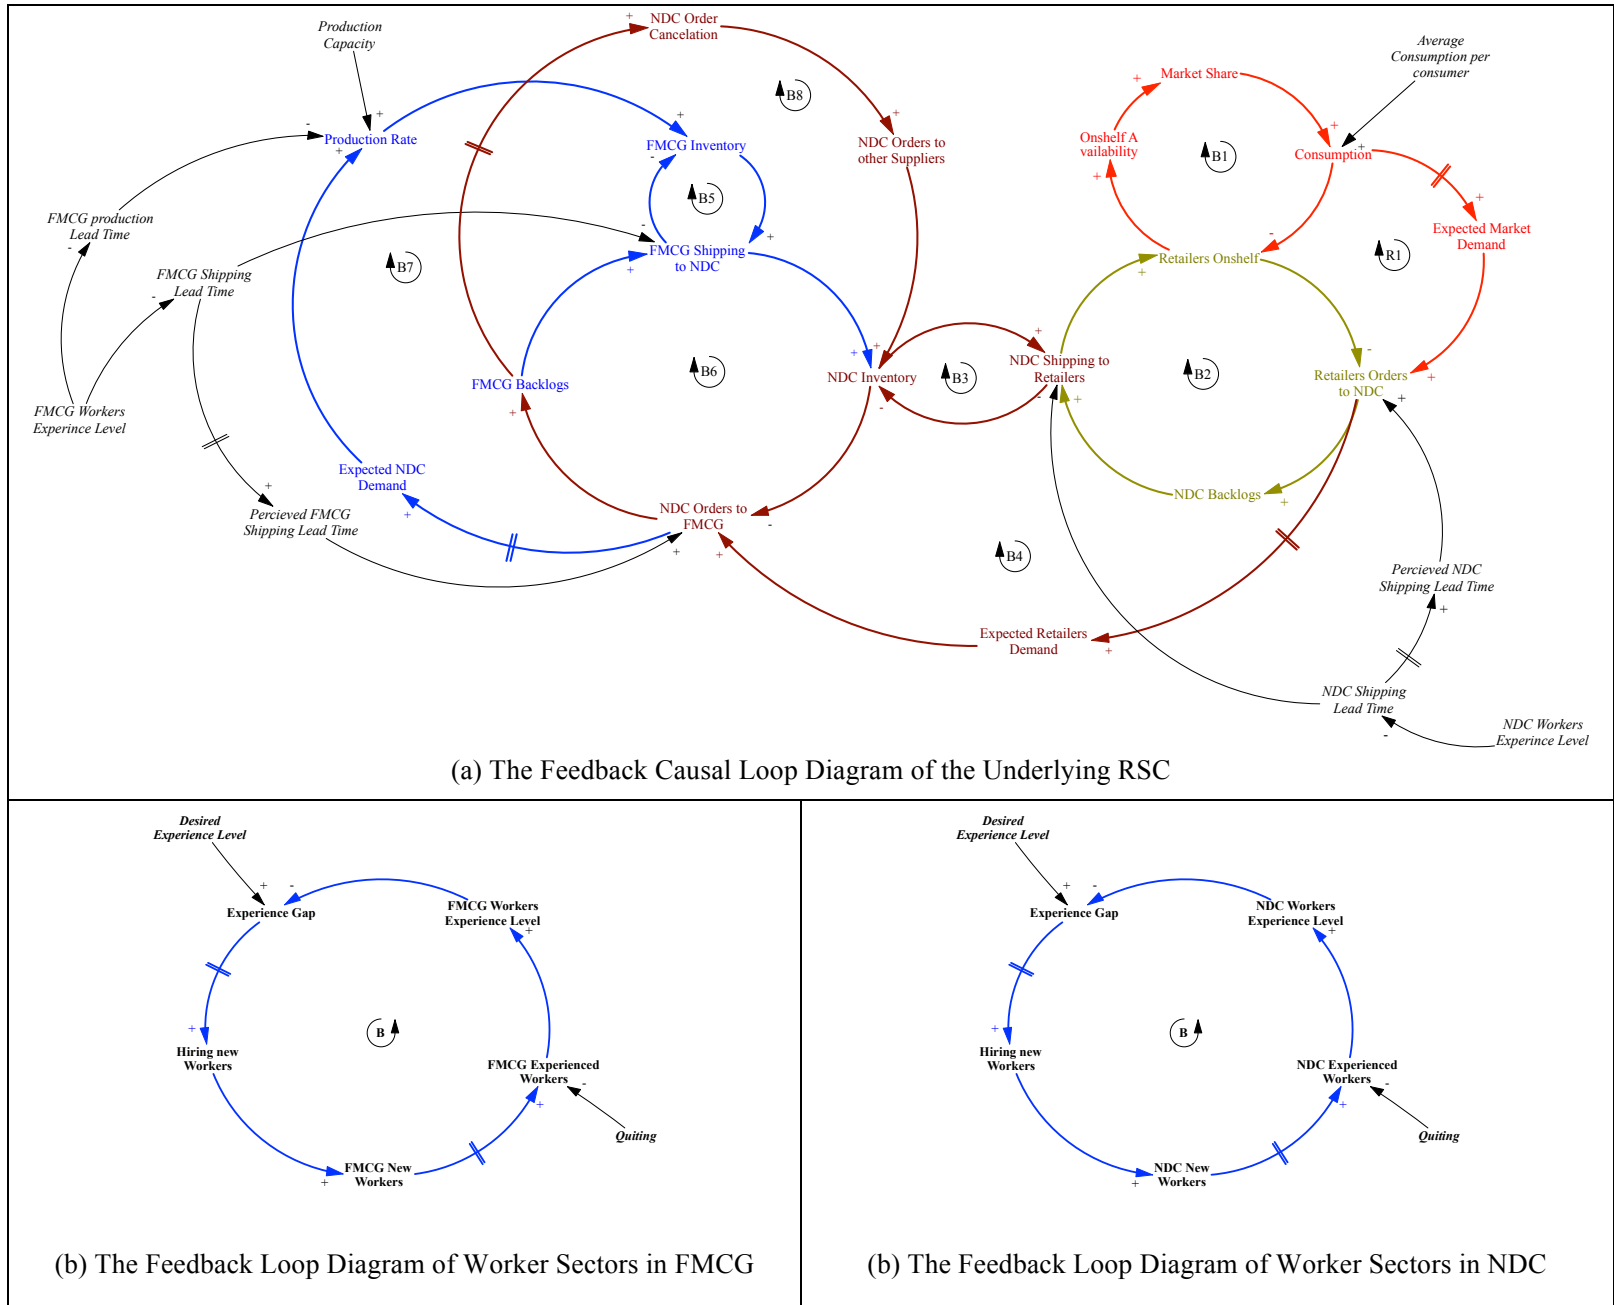 NDC Order
Cancelation
Production
Capacity
Average
Consumption per
consumer
Market Share
B8
Production Rate
FMCG Inventory
NDC Orders to
other Suppliers
Onshelf A
vailability
B1
Consumption
B5
FMCG production
Lead Time
Expected Market
Demand
FMCG Shipping
to NDC
Retailers Onshelf
R1
B7
FMCG Shipping
Lead Time
B6
B3
B2
NDC Inventory
NDC Shipping to
Retailers
Retailers Orders
to NDC
FMCG Backlogs
FMCG Workers
Experince Level
Expected NDC
Demand
NDC Backlogs
Percieved FMCG
Shipping Lead Time
NDC Orders to
FMCG
B4
Percieved NDC
Shipping Lead Time
Expected Retailers
Demand
NDC Shipping
Lead Time
NDC Workers
Experince Level
(a) The Feedback Causal Loop Diagram of the Underlying RSC
Desired
Experience Level
Experience Gap
FMCG Workers
Experience Level
B
Hiring new
Workers
FMCG Experienced
Workers
Quiting
FMCG New
Workers
(b) The Feedback Loop Diagram of Worker Sectors in FMCG
Desired
Experience Level
Experience Gap
NDC Workers
Experience Level
B
Hiring new
Workers
NDC Experienced
Workers
Quiting
NDC New
Workers
(b) The Feedback Loop Diagram of Worker Sectors in NDC